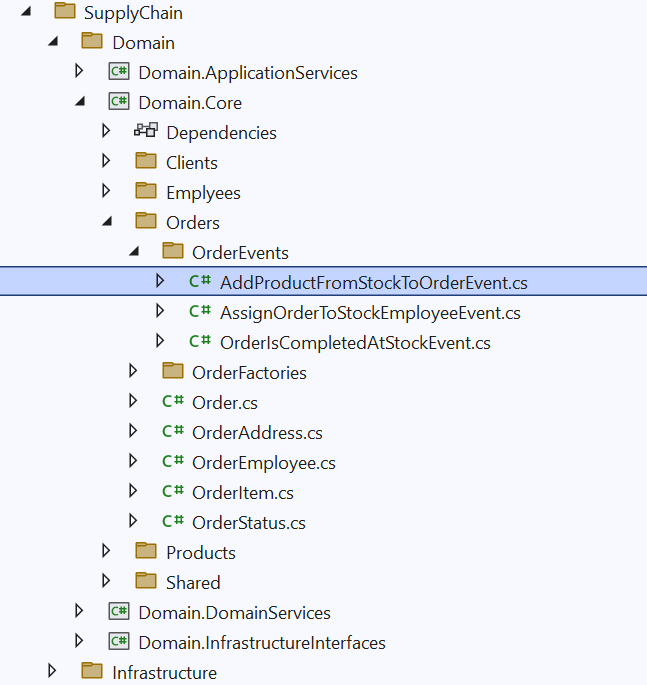 SupplyChain
Domain
C# Domain.ApplicationServices
C# Domain.Core
Dependencies
Clients
Emplyees
Orders
OrderEvents
C# AddProductFromStockToOrderEvent.cs
C# AssignOrderToStockEmployeeEvent.cs
C# OrderIsCompletedAtStockEvent.cs
OrderFactories
C# Order.cs
C# OrderAddress.cs
C# OrderEmployee.cs
C# OrderItem.cs
C# OrderStatus.cs
Products
Shared
C# Domain.DomainServices
C# Domain.InfrastructureInterfaces
Infrastructure